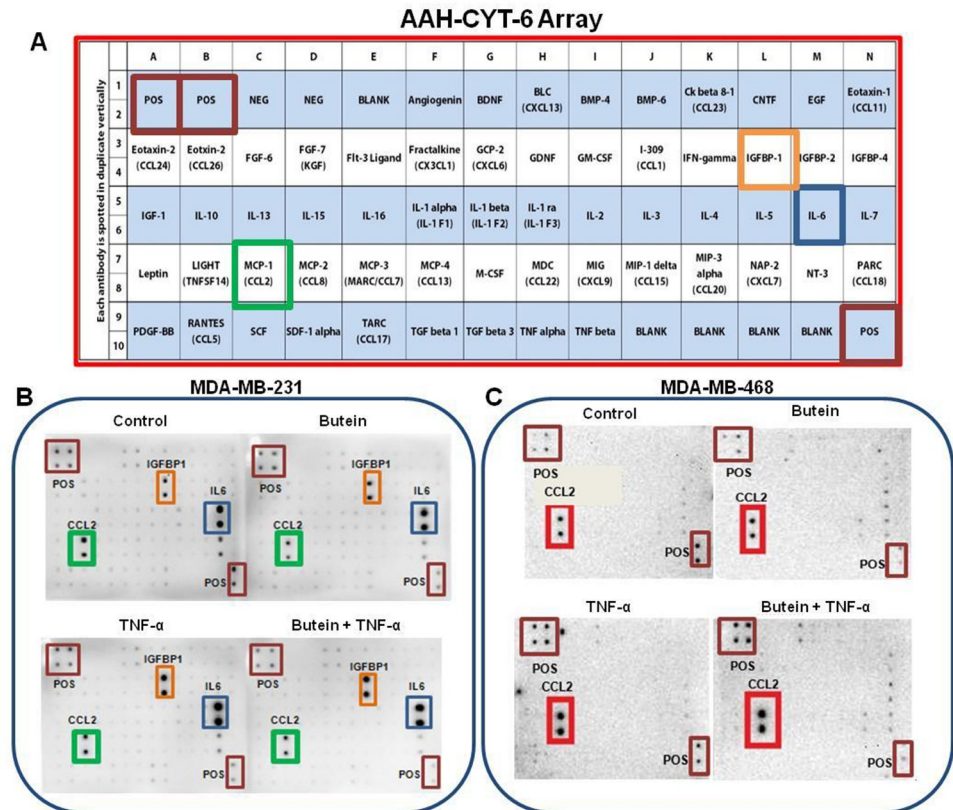 AAH-CYT-6 Array
A
Each antibody is spotted in duplicate vertically
A B C D E F G H I J K L M N
1
2
POS POS NEG NEG BLANK Angiogenin BDNF BLC (CXCL13) BMP-4 BMP-6 Ck beta 8-1 (CCL23) CNTF EGF Eotaxin-1 (CCL11)
3
4
Eotaxin-2 (CCL24) Eotxin-2 (CCL26) FGF-6 FGF-7 (KGF) Flt-3 Ligand Fractalkine (CX3CL1) GCP-2 (CXCL6) GDNF GM-CSF I-309 (CCL1) IFN-gamma IGFBP-1 IGFBP-2 IGFBP-4
5
6
IGF-1 IL-10 IL-13 IL-15 IL-16 IL-1 alpha (IL-1 F1) IL-1 beta (IL-1 F2) IL-1 ra (IL-1 F3) IL-2 IL-3 IL-4 IL-5 IL-6 IL-7
7
8
Leptin LIGHT (TNFSF14) MCP-1 (CCL2) MCP-2 (CCL8) MCP-3 (MARC/CCL7) MCP-4 (CCL13) M-CSF MDC (CCL22) MIG (CXCL9) MIP-1 delta (CCL15) MIP-3 alpha (CCL20) NAP-2 (CXCL7) NT-3 PARC (CCL18)
9
10
PDGF-BB RANTES (CCL5) SCF SDF-1 alpha TARC (CCL17) TGF beta 1 TGF beta 3 TNF alpha TNF beta BLANK BLANK BLANK BLANK POS
B
MDA-MB-231
Control Butein
POS IGFBP1 IL6 CCL2 POS
POS IGFBP1 IL6 CCL2 POS
TNF-α Butein + TNF-α
POS IGFBP1 IL6 CCL2 POS
POS IGFBP1 IL6 CCL2 POS
C
MDA-MB-468
Control Butein
POS CCL2 POS
POS CCL2 POS
TNF-α Butein + TNF-α
POS CCL2 POS
POS CCL2 POS